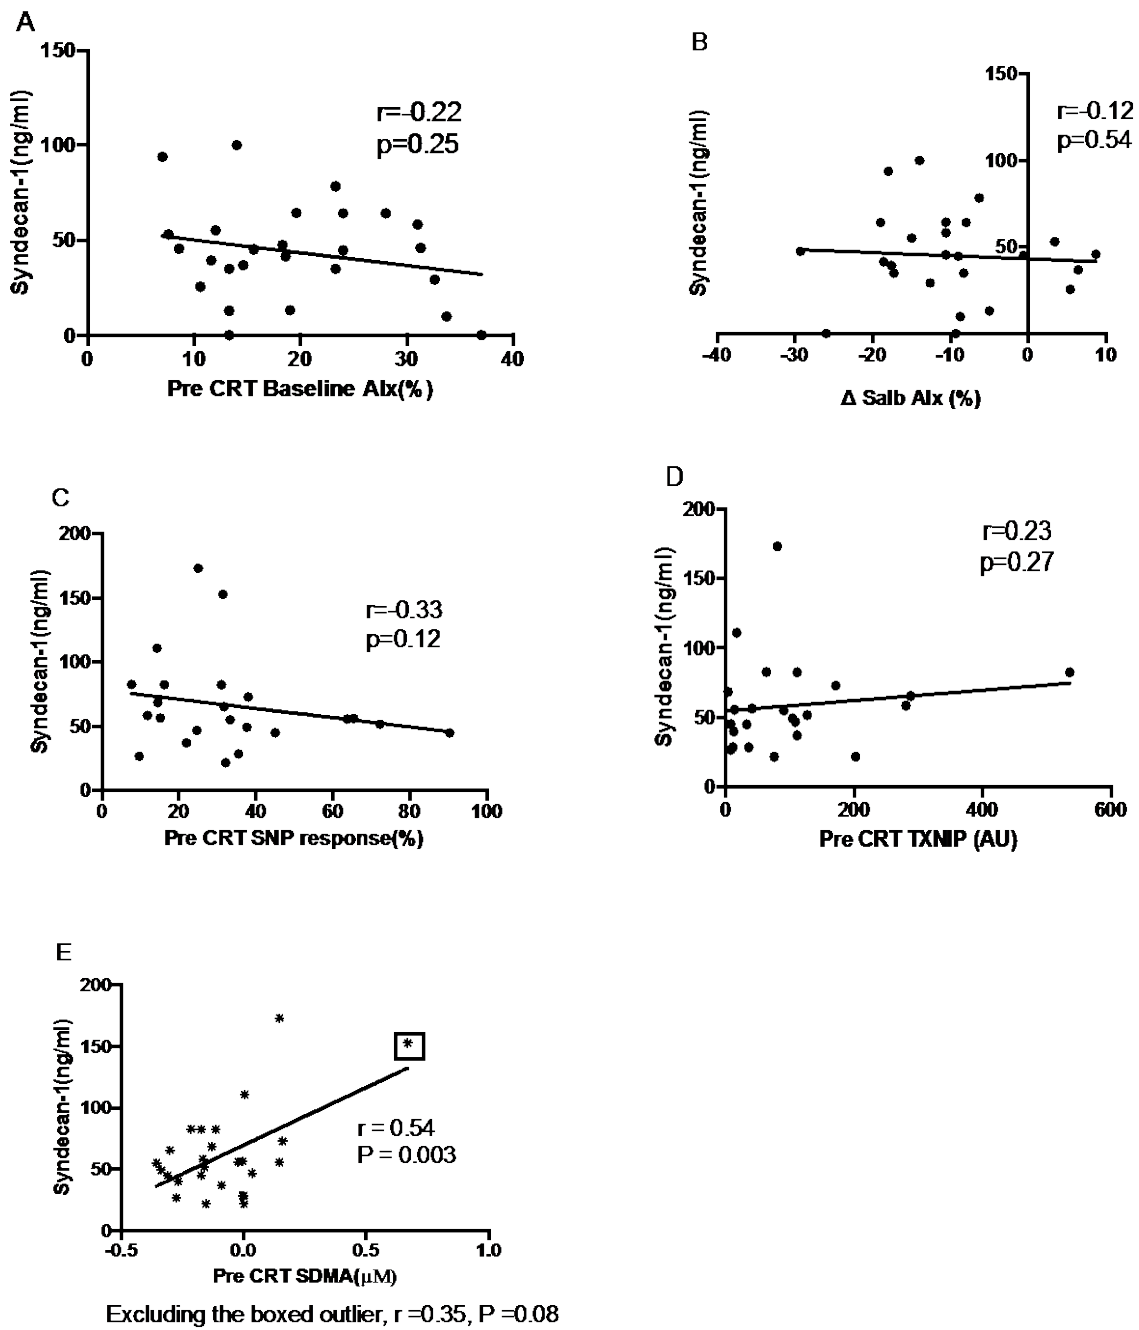 A
Syndecan-1(ng/ml)
150
100
50
0
r=-0.22
p=0.25
0 10 20 30 40
Pre CRT Baseline AIx(%)
B
Syndecan-1(ng/ml)
150
100
50
r=-0.12
p=0.54
-40 -30 -20 -10 0 10
Δ Salb AIx (%)
C
Syndecan-1(ng/ml)
200
150
100
50
0
r=-0.33
p=0.12
0 20 40 60 80 100
Pre CRT SNP response(%)
D
Syndecan-1(ng/ml)
200
150
100
50
0
r=0.23
p=0.27
0 200 400 600
Pre CRT TXNIP (AU)
E
Syndecan-1(ng/ml)
200
150
100
50
0
r = 0.54
P = 0.003
-0.5 0.0 0.5 1.0
Pre CRT SDMA(μM)
Excluding the boxed outlier, r =0.35, P =0.08